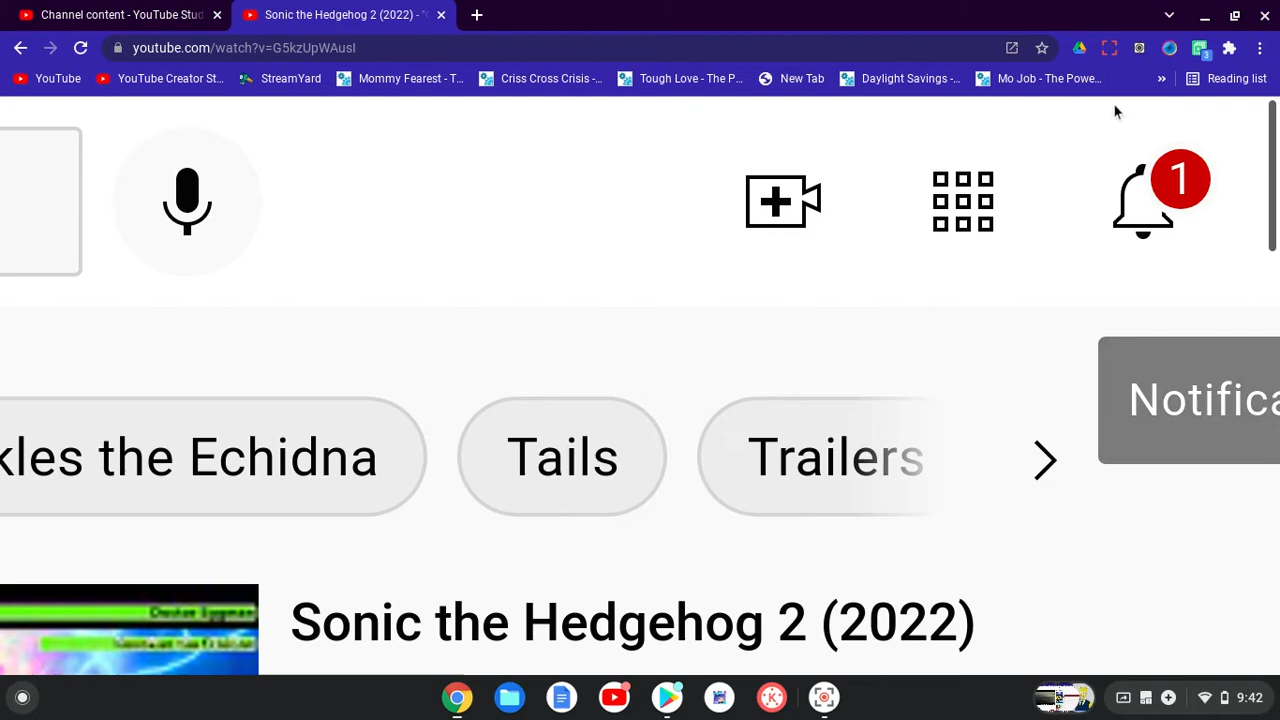 Channel content - YouTube Stud
Sonic the Hedgehog 2 (2022) - "
youtube.com/watch?v=G5kzUpWAusI
3
YouTube
YouTube Creator St...
StreamYard
Mommy Fearest - T...
Criss Cross Crisis -...
Tough Love - The P...
New Tab
Daylight Savings -...
Mo Job - The Powe...
»
Reading list
1
Notifica
kles the Echidna
Tails
Trailers
Sonic the Hedgehog 2 (2022)
9:42